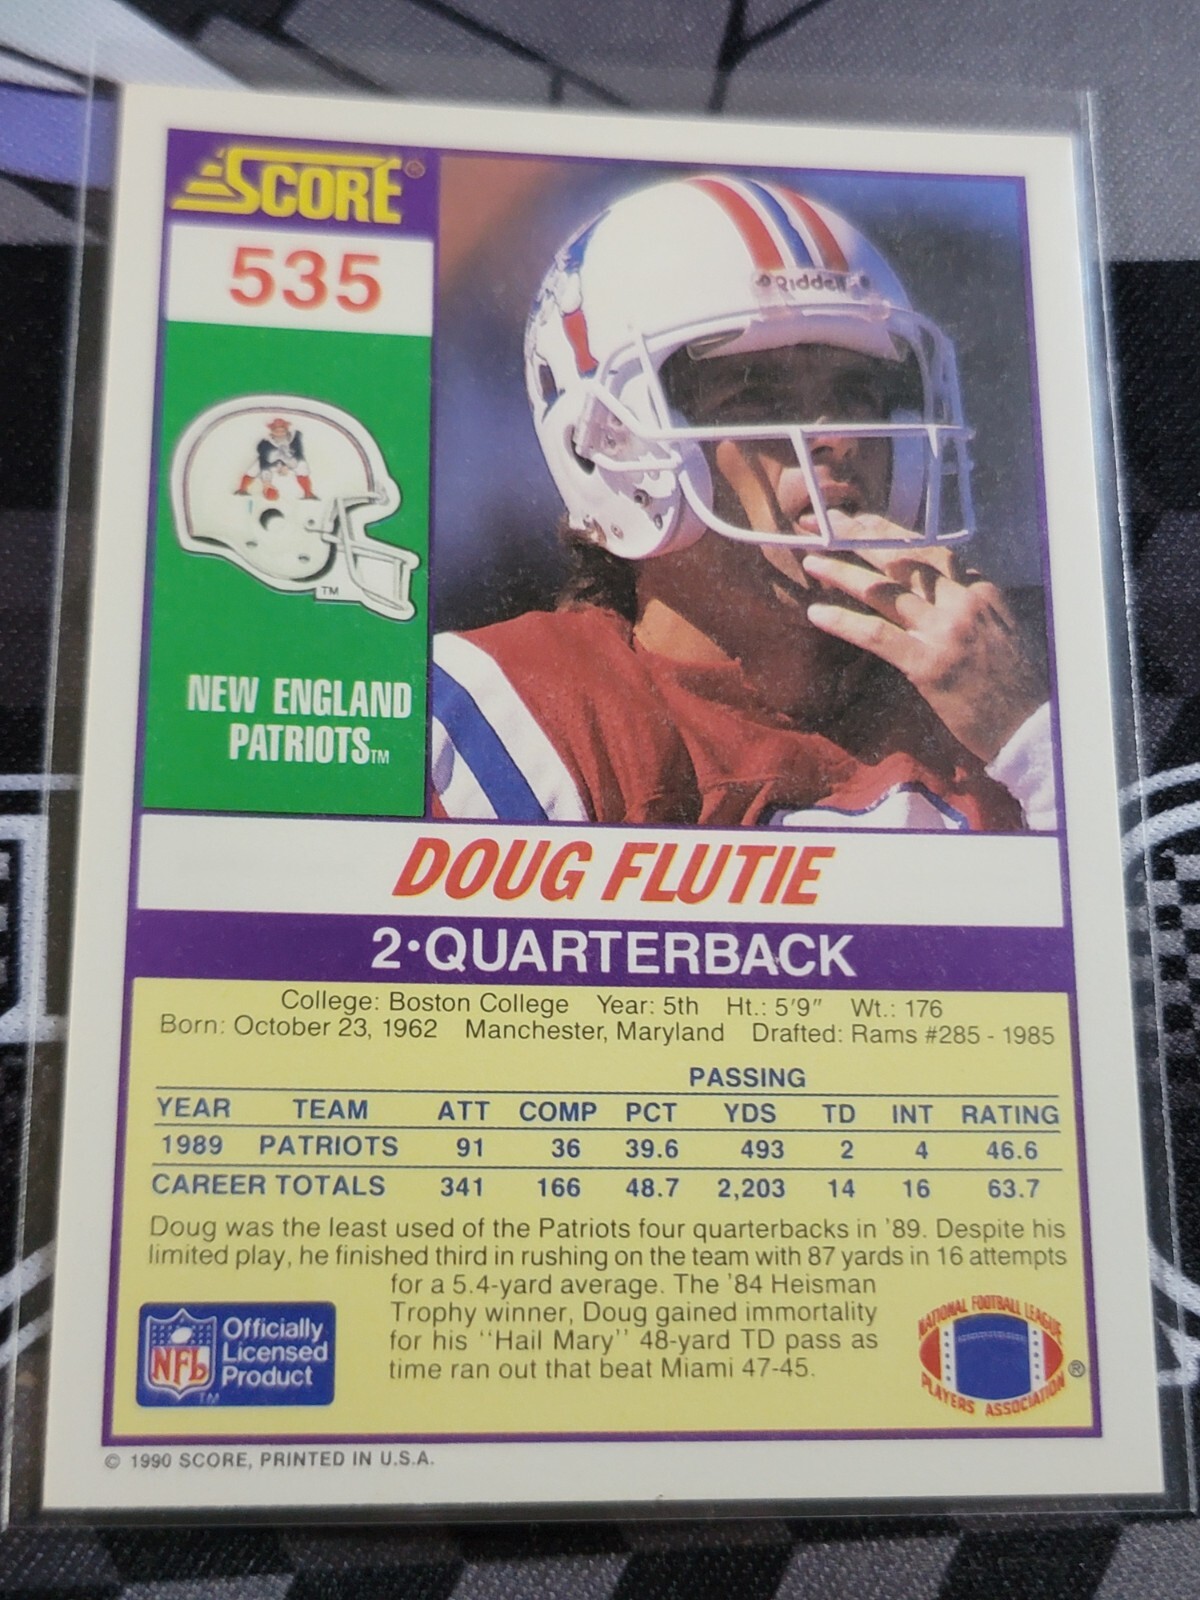 SCORE®
535
Riddell
TM
NEW ENGLAND
PATRIOTS TM
DOUG FLUTIE
2·QUARTERBACK
College: Boston College Year: 5th Ht.: 5'9" Wt.: 176
Born: October 23, 1962 Manchester, Maryland Drafted: Rams #285 - 1985
PASSING
YEAR TEAM ATT COMP PCT YDS TD INT RATING
1989 PATRIOTS 91 36 39.6 493 2 4 46.6
CAREER TOTALS 341 166 48.7 2,203 14 16 63.7
Doug was the least used of the Patriots four quarterbacks in '89. Despite his
limited play, he finished third in rushing on the team with 87 yards in 16 attempts
for a 5.4-yard average. The '84 Heisman
Trophy winner, Doug gained immortality
for his "Hail Mary" 48-yard TD pass as
time ran out that beat Miami 47-45.
NFL TM
Officially
Licensed
Product
NATIONAL FOOTBALL LEAGUE
PLAYERS ASSOCIATION ®
© 1990 SCORE, PRINTED IN U.S.A.